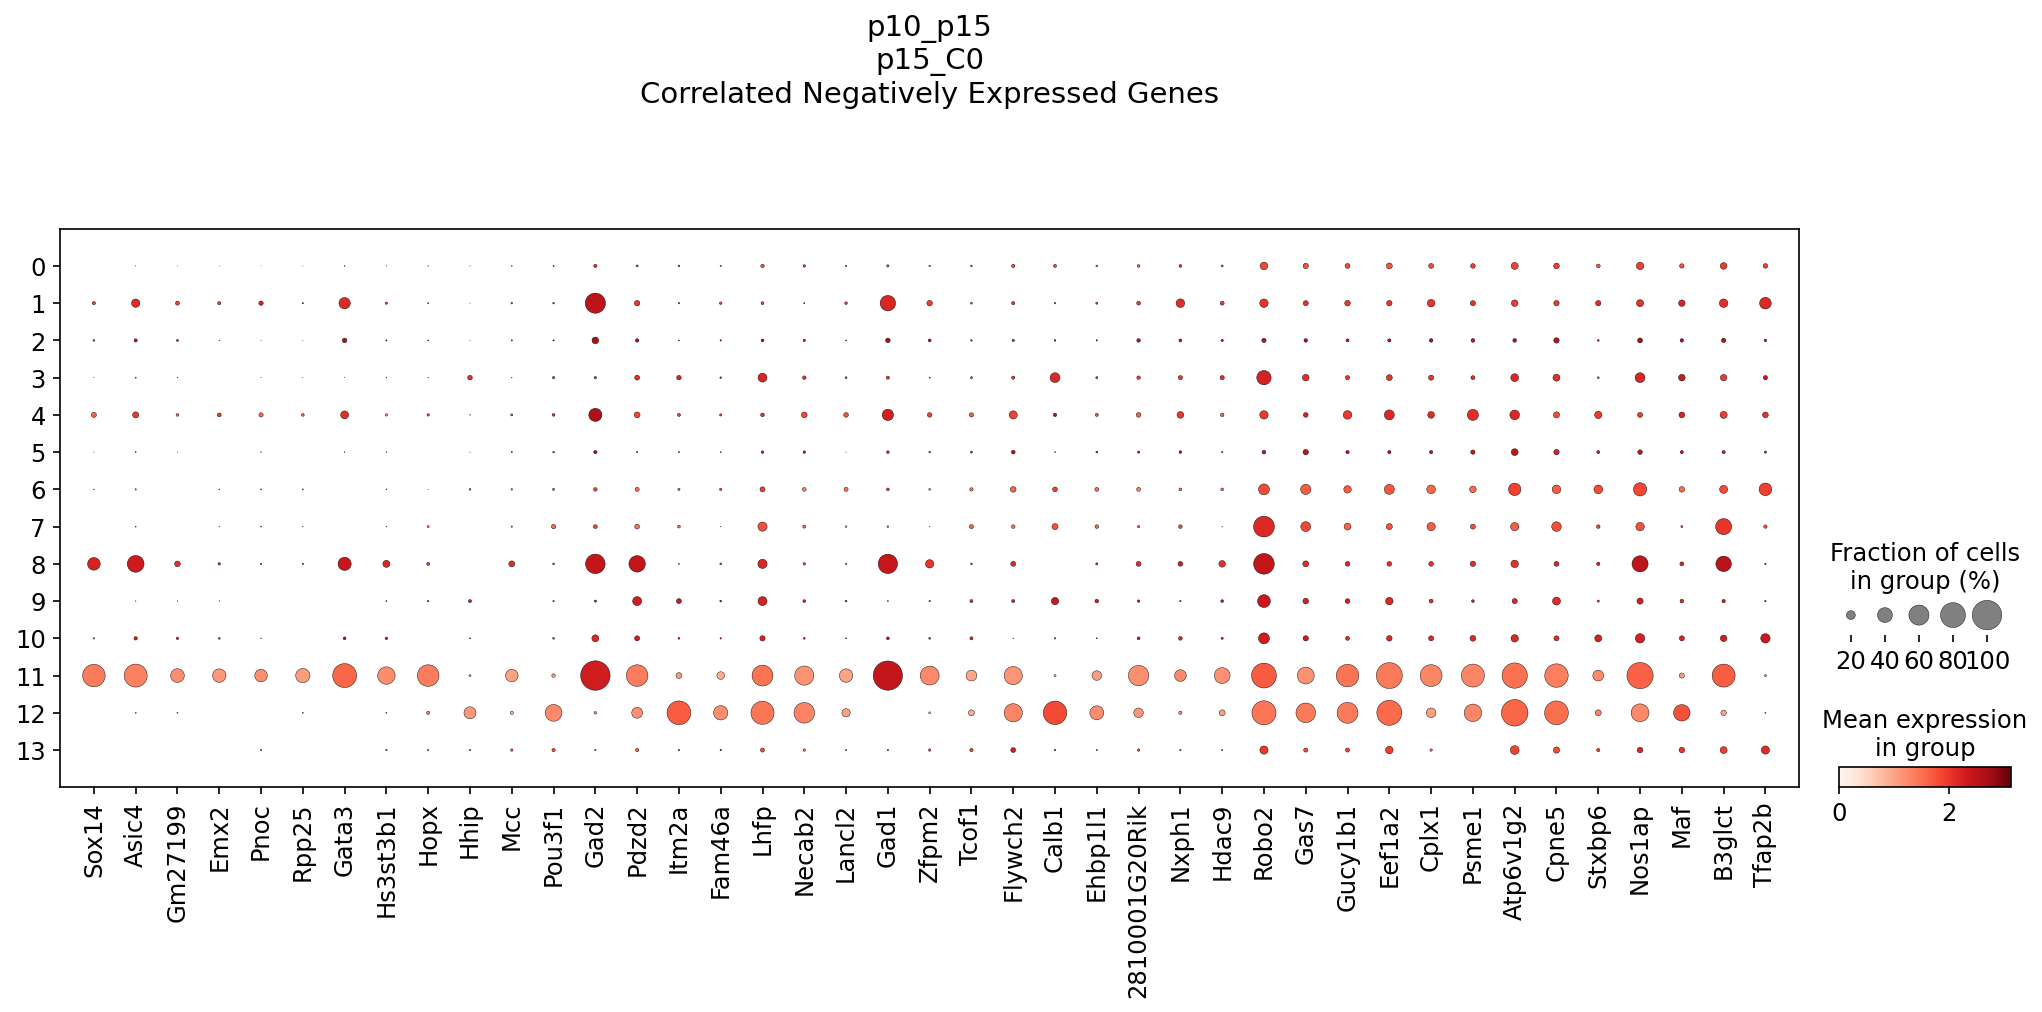 p10_p15
p15_C0
Correlated Negatively Expressed Genes
0
1
2
3
4
5
6
7
8
9
10
11
12
13
Sox14
Asic4
Gm27199
Emx2
Pnoc
Rpp25
Gata3
Hs3st3b1
Hopx
Hhip
Mcc
Pou3f1
Gad2
Pdzd2
Itm2a
Fam46a
Lhfp
Necab2
Lancl2
Gad1
Zfpm2
Tcof1
Flywch2
Calb1
Ehbp1l1
2810001G20Rik
Nxph1
Hdac9
Robo2
Gas7
Gucy1b1
Eef1a2
Cplx1
Psme1
Atp6v1g2
Cpne5
Stxbp6
Nos1ap
Maf
B3glct
Tfap2b
Fraction of cells
in group (%)
20 40 60 80 100
Mean expression
in group
0 2